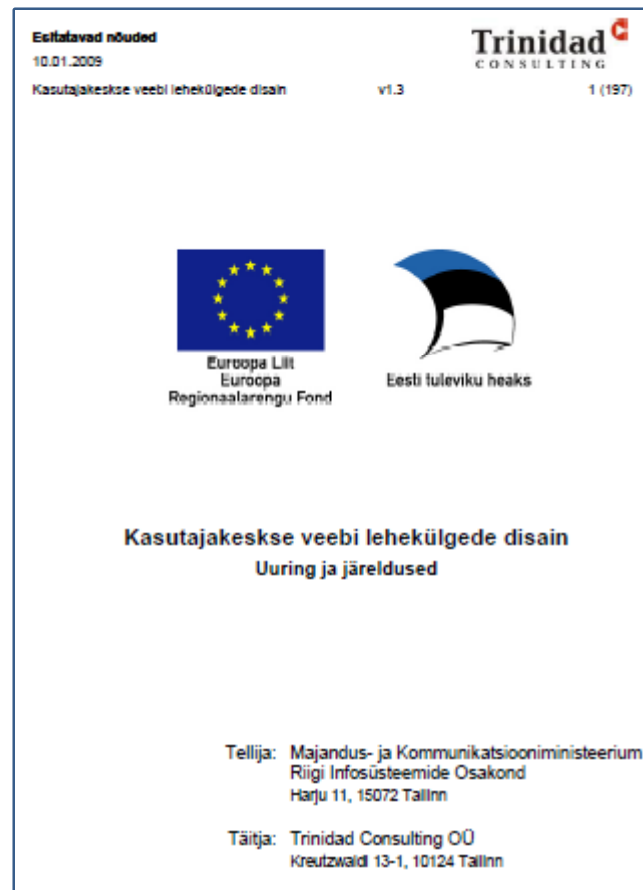 Esitatavad nõuded
10.01.2009
Kasutajakeskse veebi lehekülgede disain v1.3 1 (197)
Trinidad
CONSULTING
Euroopa Liit
Euroopa
Regionaalarengu Fond
Eesti tuleviku heaks
Kasutajakeskse veebi lehekülgede disain
Uuring ja järeldused
Tellija: Majandus- ja Kommunikatsiooniministeerium
Riigi Infosüsteemide Osakond
Harju 11, 15072 Tallinn
Täitja: Trinidad Consulting OÜ
Kreutzwaldi 13-1, 10124 Tallinn